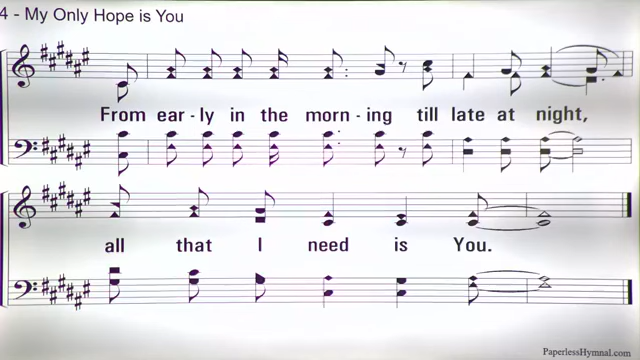 4 - My Only Hope is You
From ear - ly in the morn - ing till late at night,
all that I need is You.
PaperlessHymnal.com